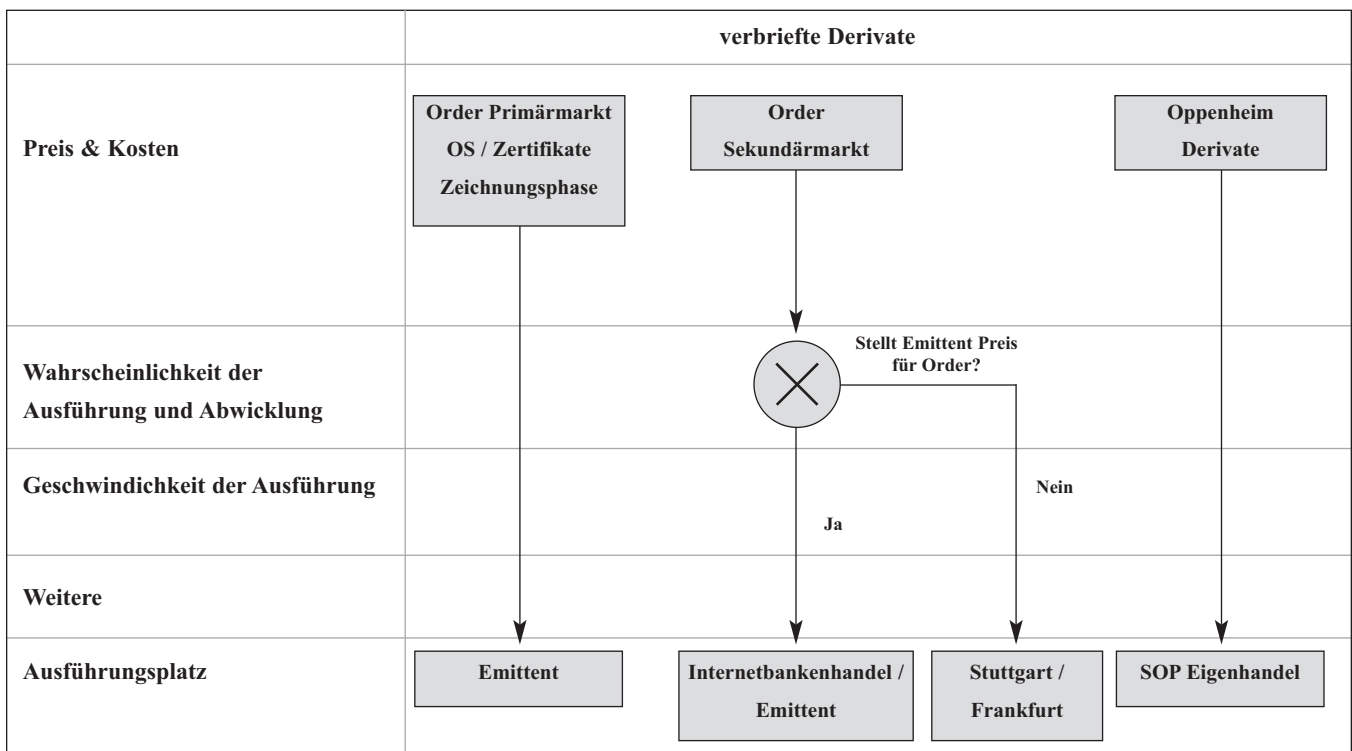 verbriefte Derivate
Preis & Kosten
Order Primärmarkt
OS / Zertifikate
Zeichnungsphase
Order
Sekundärmarkt
Oppenheim
Derivate
Wahrscheinlichkeit der
Ausführung und Abwicklung
Stellt Emittent Preis
für Order?
Geschwindichkeit der Ausführung
Ja
Nein
Weitere
Ausführungsplatz
Emittent
Internetbankenhandel /
Emittent
Stuttgart /
Frankfurt
SOP Eigenhandel